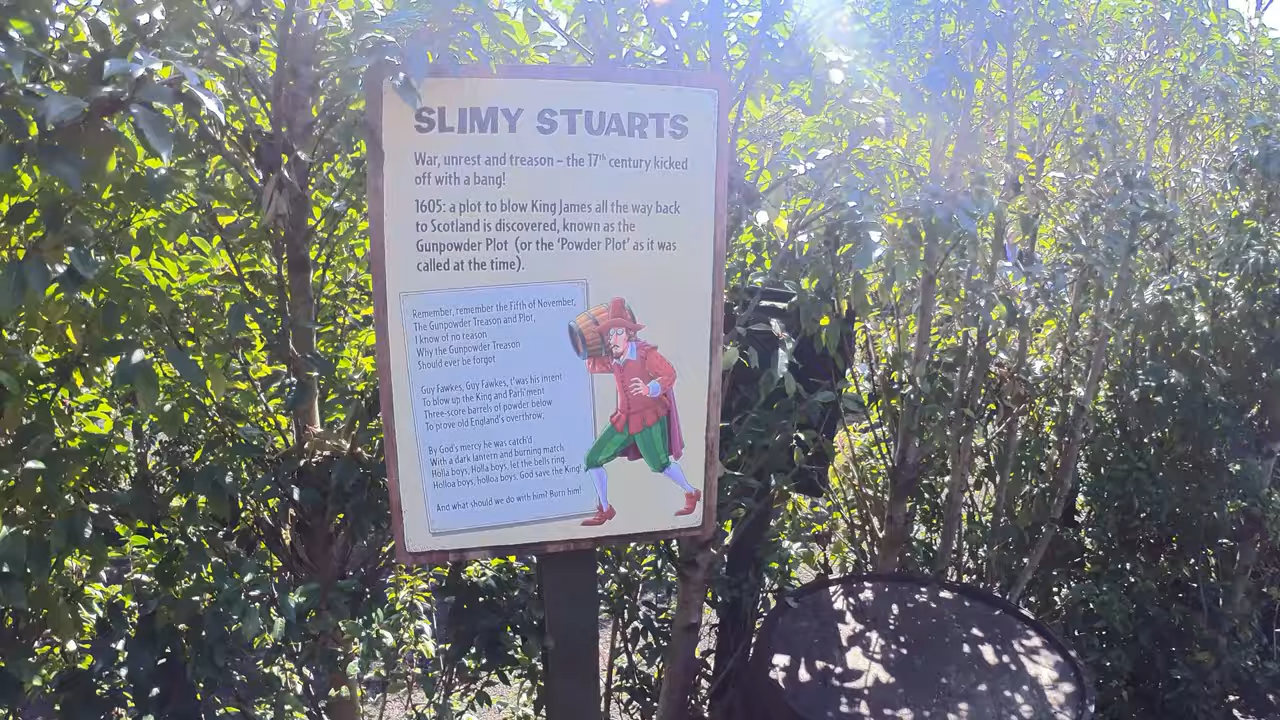 SLIMY STUARTS
War, unrest and treason – the 17th century kicked
off with a bang!
1605: a plot to blow King James all the way back
to Scotland is discovered, known as the
Gunpowder Plot (or the 'Powder Plot' as it was
called at the time).
Remember, remember the Fifth of November,
The Gunpowder Treason and Plot,
I know of no reason
Why the Gunpowder Treason
Should ever be forgot
Guy Fawkes, Guy Fawkes, t'was his intent
To blow up the King and Parli'ment
Three-score barrels of powder below
To prove old England's overthrow;
By God's mercy he was catch'd
With a dark lantern and burning match
Holla boys, Holla boys, let the bells ring
Holloa boys, holloa boys, God save the King!
And what should we do with him? Burn him!